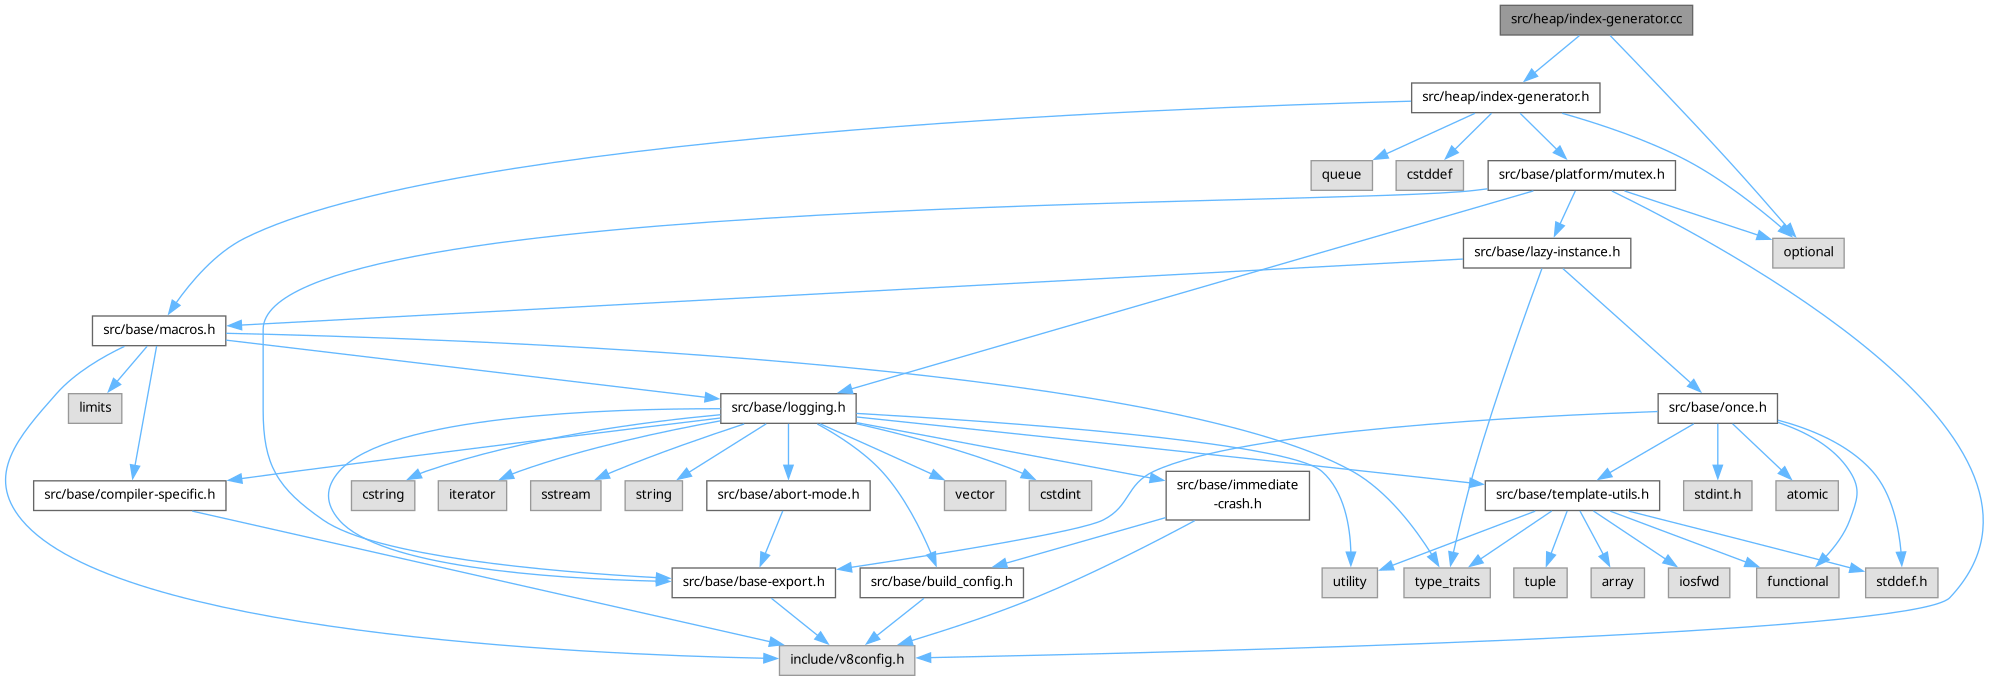 src/heap/index-generator.cc
src/heap/index-generator.h
queue
cstddef
src/base/platform/mutex.h
src/base/lazy-instance.h
optional
src/base/macros.h
limits
src/base/logging.h
src/base/once.h
src/base/compiler-specific.h
cstring
iterator
sstream
string
src/base/abort-mode.h
vector
cstdint
src/base/immediate
-crash.h
src/base/template-utils.h
stdint.h
atomic
src/base/base-export.h
src/base/build_config.h
utility
type_traits
tuple
array
iosfwd
functional
stddef.h
include/v8config.h